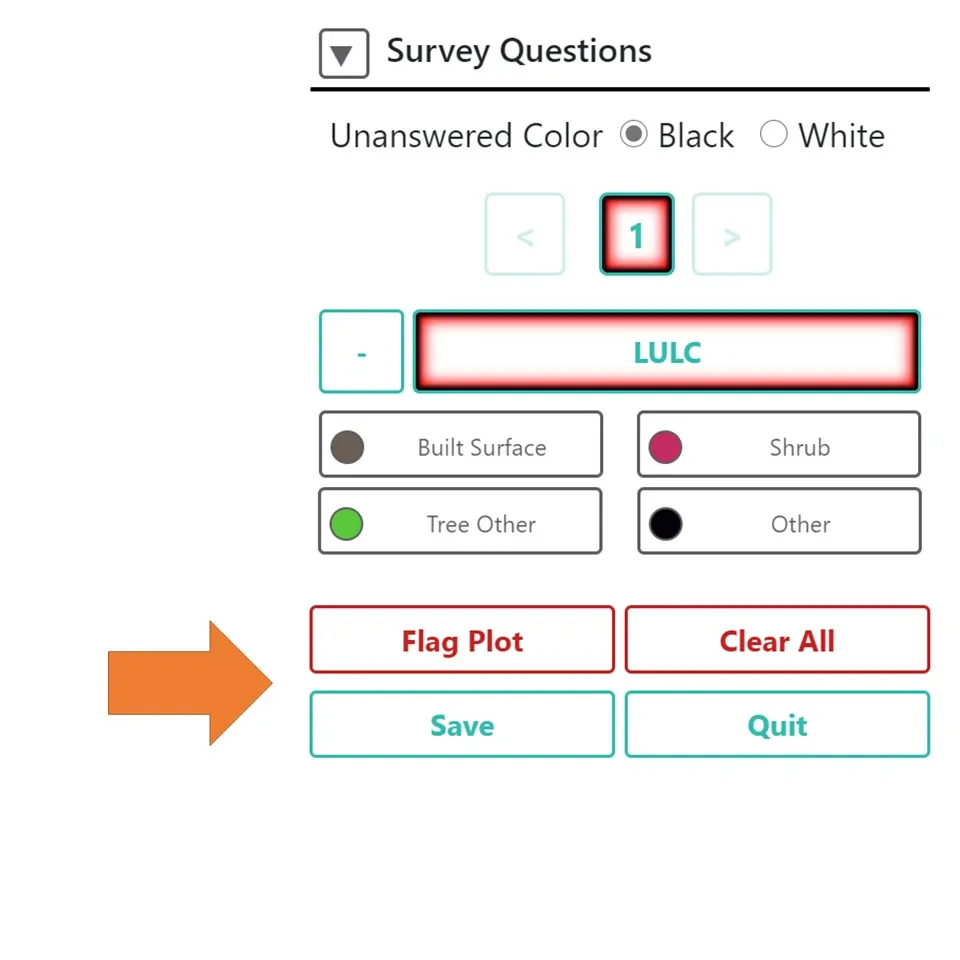 ▼ Survey Questions
Unanswered Color Black White
< 1 >
- LULC
Built Surface Shrub
Tree Other Other
Flag Plot Clear All
Save Quit